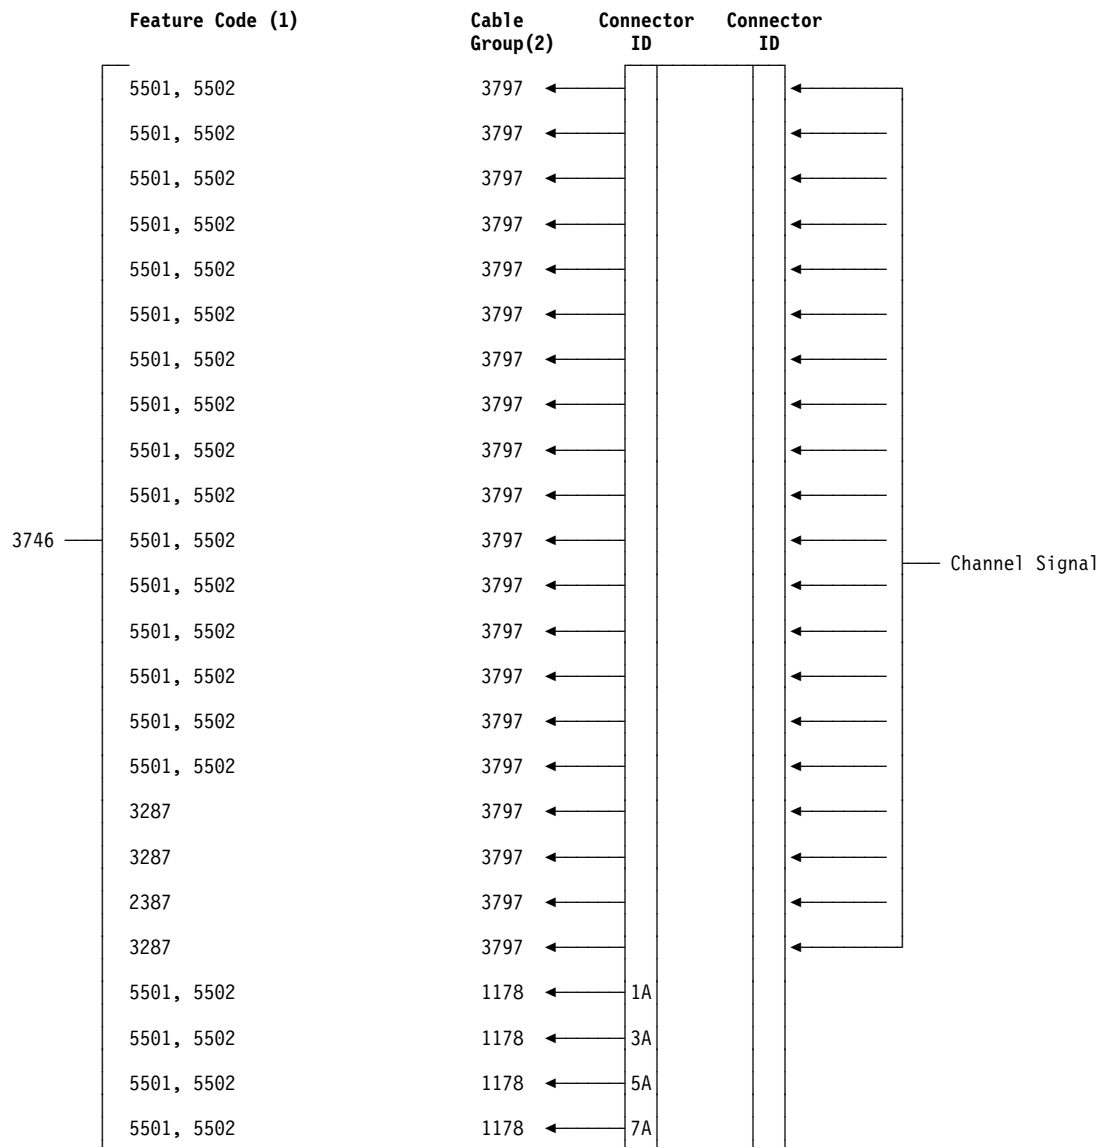 Feature Code (1) Cable Connector Connector
Group(2) ID ID
5501, 5502 3797
5501, 5502 3797
5501, 5502 3797
5501, 5502 3797
5501, 5502 3797
5501, 5502 3797
5501, 5502 3797
5501, 5502 3797
5501, 5502 3797
5501, 5502 3797
3746 5501, 5502 3797
Channel Signal
5501, 5502 3797
5501, 5502 3797
5501, 5502 3797
5501, 5502 3797
5501, 5502 3797
3287 3797
3287 3797
2387 3797
3287 3797
5501, 5502 1178 1A
5501, 5502 1178 3A
5501, 5502 1178 5A
5501, 5502 1178 7A